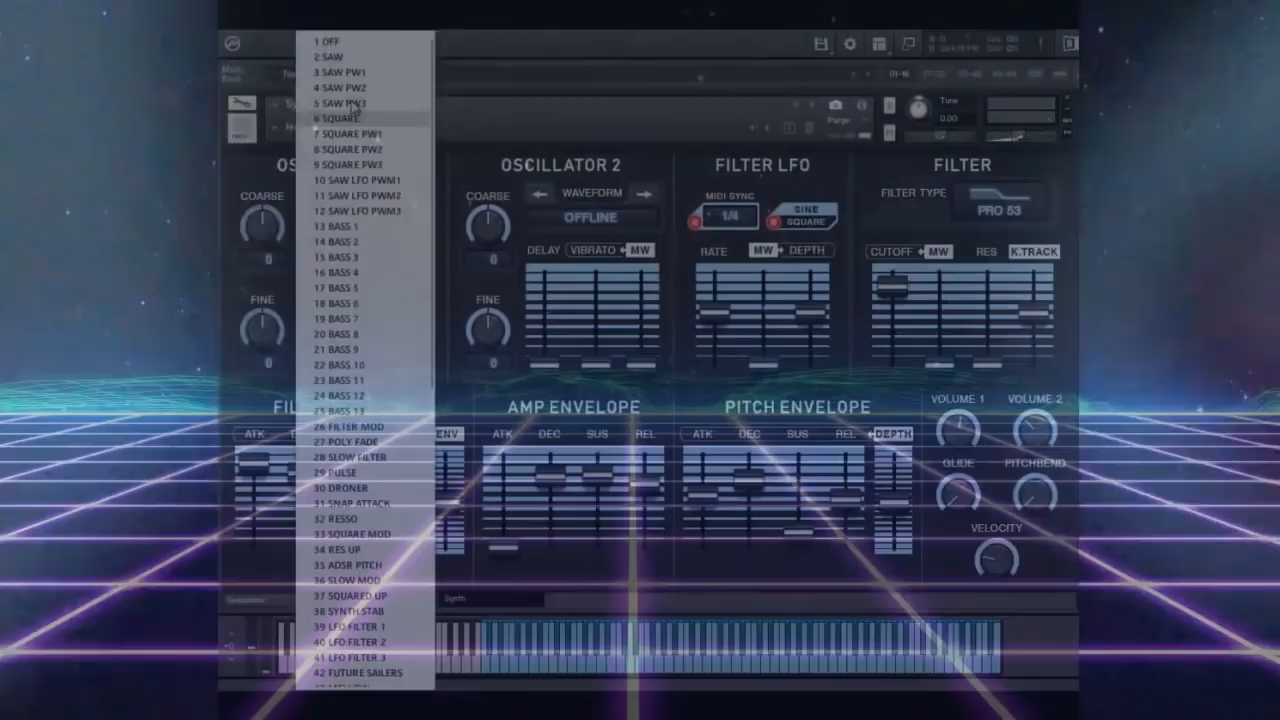 1 OFF
2 SAW
3 SAW PW1
4 SAW PW2
5 SAW PW3
6 SQUARE
7 SQUARE PW1
8 SQUARE PW2
9 SQUARE PW3
10 SAW LFO PWM1
11 SAW LFO PWM2
12 SAW LFO PWM3
13 BASS 1
14 BASS 2
15 BASS 3
16 BASS 4
17 BASS 5
18 BASS 6
19 BASS 7
20 BASS 8
21 BASS 9
22 BASS 10
23 BASS 11
24 BASS 12
25 BASS 13
26 FILTER MOD
27 POLY FADE
28 SLOW FILTER
29 PULSE
30 DRONER
31 SNAP ATTACK
32 RESSO
33 SQUARE MOD
34 RES UP
35 ADSR PITCH
36 SLOW MOD
37 SQUARED UP
38 SYNTH STAB
39 LFO FILTER 1
40 LFO FILTER 2
41 LFO FILTER 3
42 FUTURE SAILERS
Purge
Tune
0.00
COARSE
0
FINE
0
OSCILLATOR 2
COARSE
WAVEFORM
OFFLINE
0
DELAY VIBRATO MW
FINE
0
FILTER LFO
MIDI SYNC
1/4
SINE
SQUARE
RATE MW DEPTH
FILTER
FILTER TYPE
PRO 53
CUTOFF MW RES K.TRACK
ATK
ENV
AMP ENVELOPE
ATK DEC SUS REL
PITCH ENVELOPE
ATK DEC SUS REL DEPTH
VOLUME 1 VOLUME 2
GLIDE PITCHBEND
VELOCITY
Synth